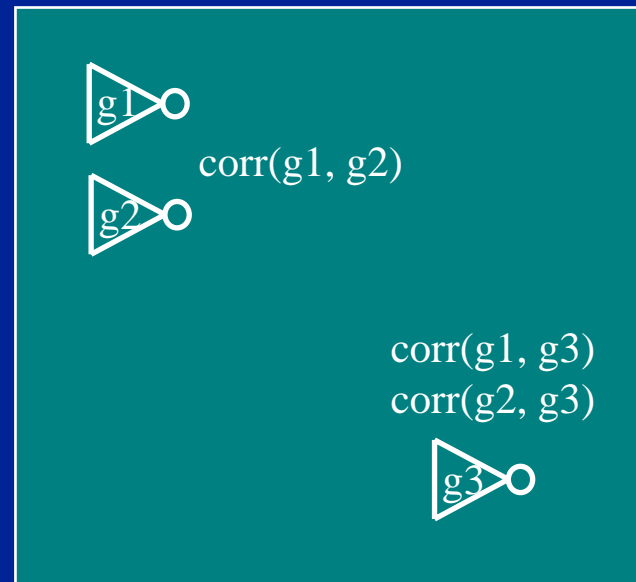 g1
corr(g1, g2)
g2
corr(g1, g3)
corr(g2, g3)
g3